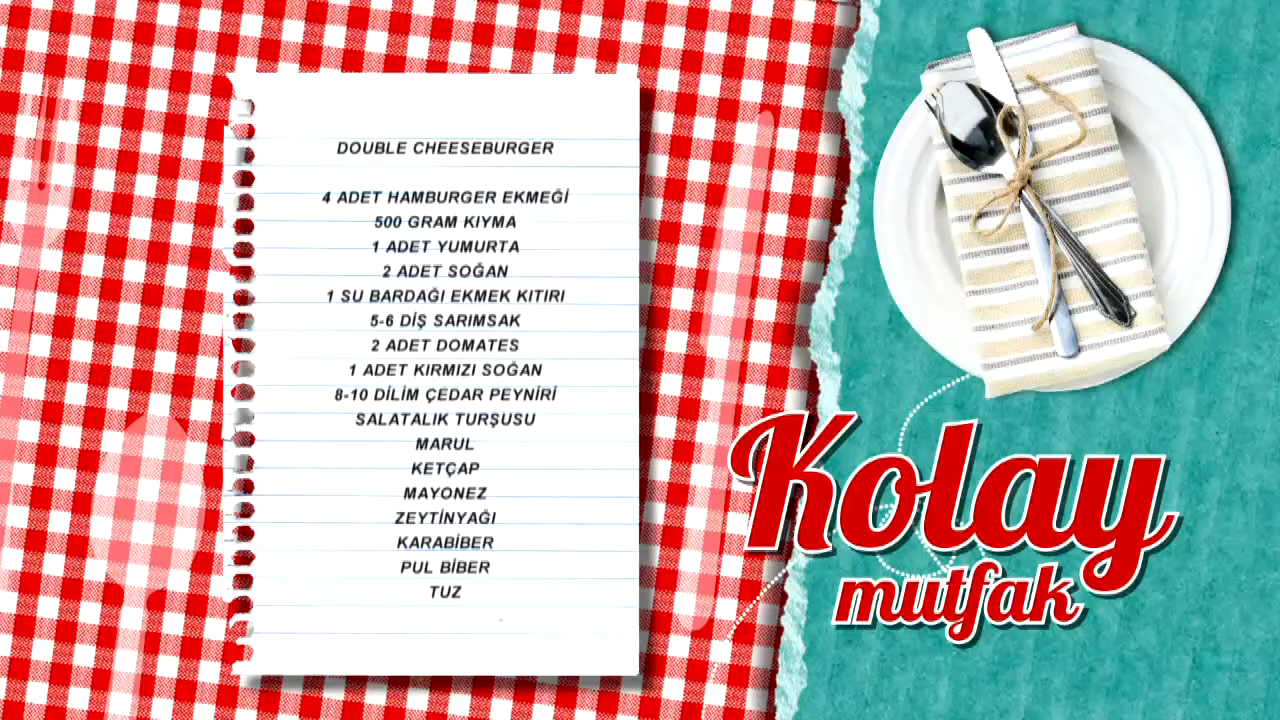 DOUBLE CHEESEBURGER
4 ADET HAMBURGER EKMEĞİ
500 GRAM KIYMA
1 ADET YUMURTA
2 ADET SOĞAN
1 SU BARDAĞI EKMEK KITIRI
5-6 DİŞ SARIMSAK
2 ADET DOMATES
1 ADET KIRMIZI SOĞAN
8-10 DİLİM ÇEDAR PEYNİRİ
SALATALIK TURŞUSU
MARUL
KETÇAP
MAYONEZ
ZEYTİNYAĞI
KARABİBER
PUL BİBER
TUZ
Kolay
mutfak